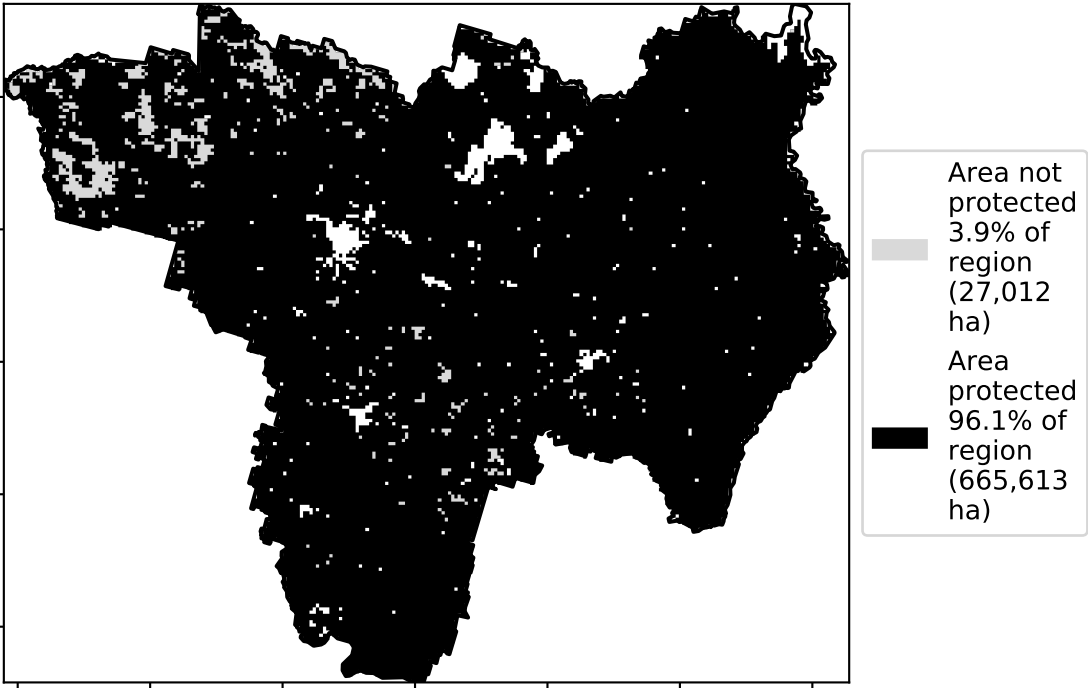 Area not
protected
3.9% of
region
(27,012
ha)
Area
protected
96.1% of
region
(665,613
ha)